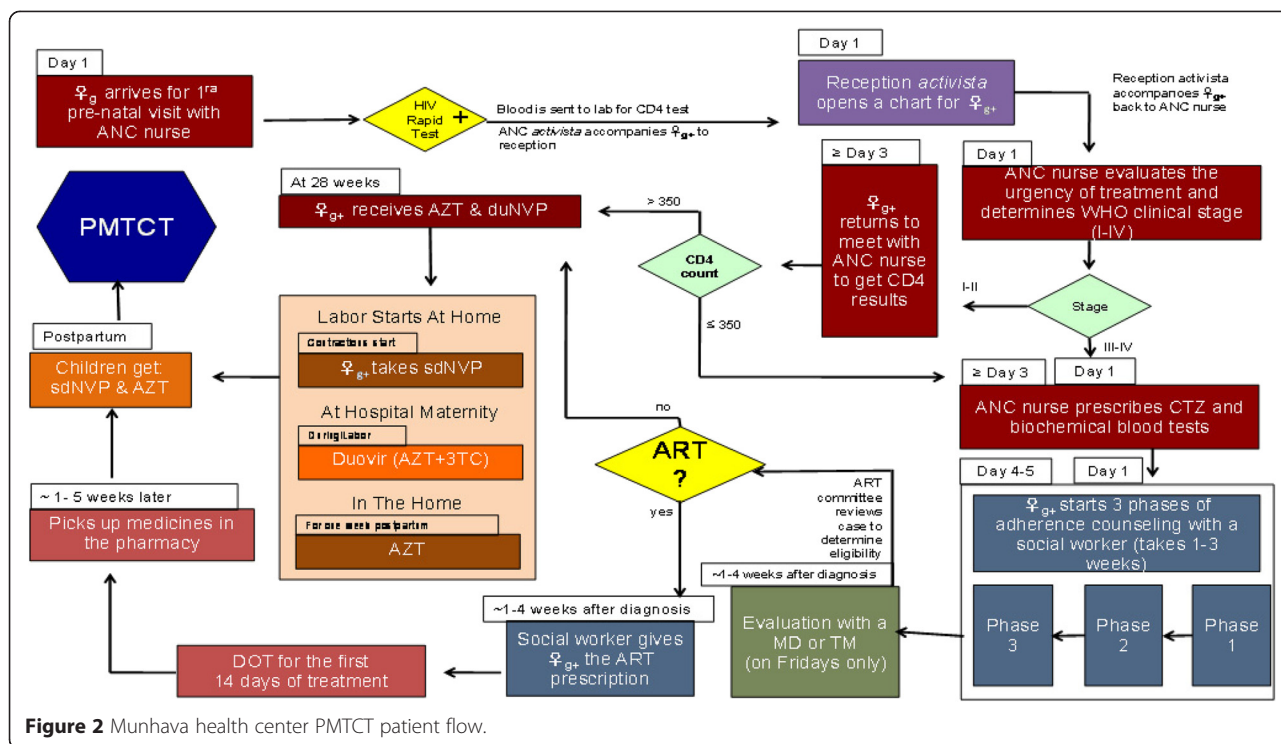 Day 1
♀g arrives for 1ra
pre-natal visit with
ANC nurse
HIV
Rapid
Test
+
Blood is sent to lab for CD4 test
ANC activista accompanies ♀g+ to
reception
Day 1
Reception activista
opens a chart for ♀g+
Reception activista
accompanoes ♀g+
back to ANC nurse
Day 1
ANC nurse evaluates the
urgency of treatment and
determines WHO clinical stage
(I-IV)
Stage
I-II
III-IV
≥ Day 3
♀g+
returns to
meet with
ANC nurse
to get CD4
results
CD4
count
> 350
≤ 350
At 28 weeks
♀g+ receives AZT & duNVP
PMTCT
Labor Starts At Home
Contractions start
♀g+ takes sdNVP
At Hospital Maternity
During labor
Duovir (AZT+3TC)
In The Home
For one week postpartum
AZT
Postpartum
Children get:
sdNVP & AZT
≥ Day 3
Day 1
ANC nurse prescribes CTZ and
biochemical blood tests
Day 4-5
Day 1
♀g+ starts 3 phases of
adherence counseling with a
social worker (takes 1-3
weeks)
Phase
3
Phase
2
Phase
1
~1-4 weeks after diagnosis
Evaluation with a
MD or TM
(on Fridays only)
ART
committee
reviews
case to
determine
eligibility
ART
?
no
yes
~1-4 weeks after diagnosis
Social worker gives
♀g+ the ART
prescription
DOT for the first
14 days of treatment
~ 1- 5 weeks later
Picks up medicines in
the pharmacy
Figure 2 Munhava health center PMTCT patient flow.